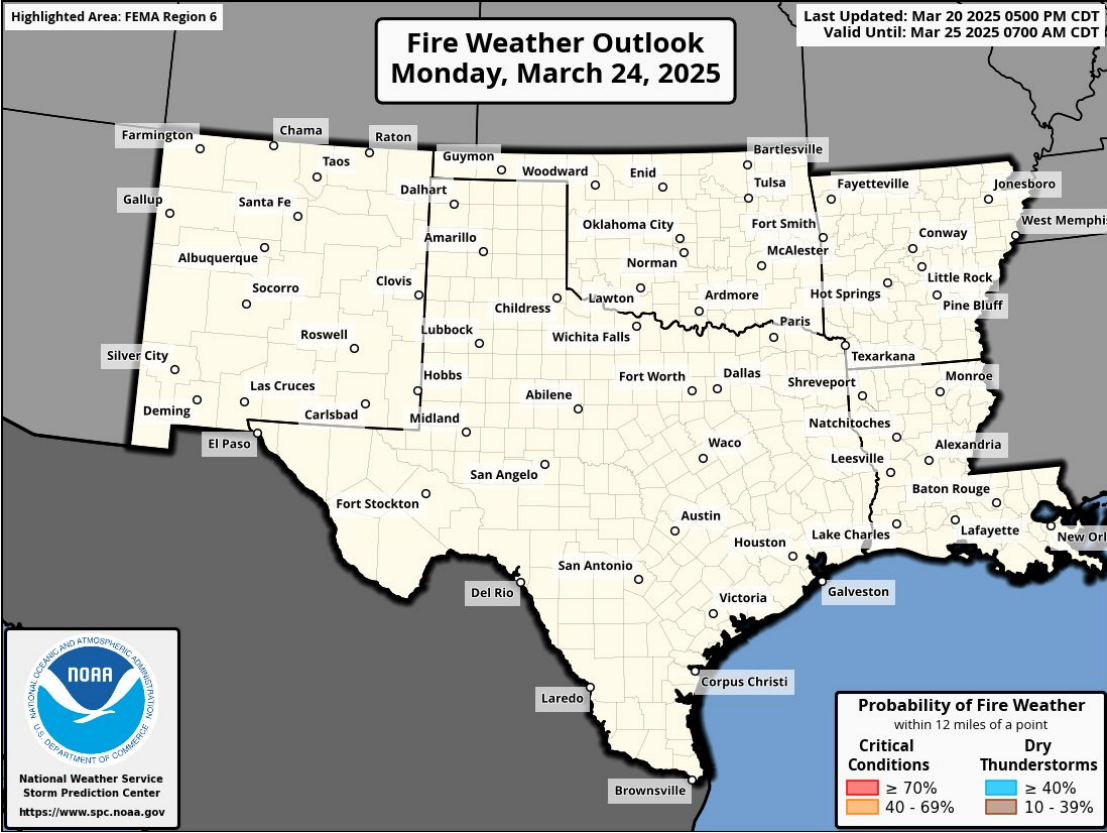 Highlighted Area: FEMA Region 6
Fire Weather Outlook
Monday, March 24, 2025
Last Updated: Mar 20 2025 0500 PM CDT
Valid Until: Mar 25 2025 0700 AM CDT
Farmington
Chama
Raton
Taos
Guymon
Woodward
Enid
Bartlesville
Tulsa
Fayetteville
Jonesboro
Gallup
Santa Fe
Dalhart
Oklahoma City
Fort Smith
West Memphis
Amarillo
Conway
Albuquerque
Norman
McAlester
Little Rock
Socorro
Clovis
Childress
Lawton
Ardmore
Hot Springs
Pine Bluff
Roswell
Lubbock
Wichita Falls
Paris
Silver City
Texarkana
Las Cruces
Hobbs
Fort Worth
Dallas
Shreveport
Monroe
Deming
Carlsbad
Midland
Abilene
Natchitoches
El Paso
Waco
Alexandria
Leesville
San Angelo
Fort Stockton
Baton Rouge
Austin
Houston
Lake Charles
Lafayette
New Orl
San Antonio
Del Rio
Galveston
Victoria
Corpus Christi
Laredo
Brownsville
NATIONAL OCEANIC AND ATMOSPHERIC ADMINISTRATION
NOAA
U.S. DEPARTMENT OF COMMERCE
National Weather Service
Storm Prediction Center
https://www.spc.noaa.gov
Probability of Fire Weather
within 12 miles of a point
Critical Conditions
≥ 70%
40 - 69%
Dry Thunderstorms
≥ 40%
10 - 39%